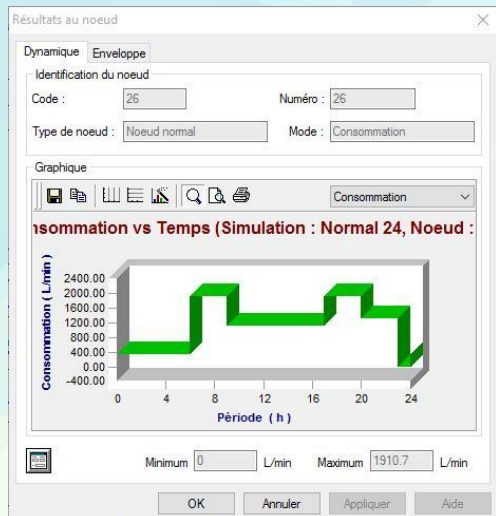 Résultats au noeud
Dynamique Enveloppe
Identification du noeud
Code : 26 Numéro : 26
Type de noeud : Noeud normal Mode : Consommation
Graphique
Consommation
nsommation vs Temps (Simulation : Normal 24, Noeud :
Consommation ( L/min )
2400.00
2000.00
1600.00
1200.00
800.00
400.00
0.00
-400.00
0 4 8 12 16 20 24
Période ( h )
Minimum 0 L/min Maximum 1910.7 L/min
OK Annuler Appliquer Aide